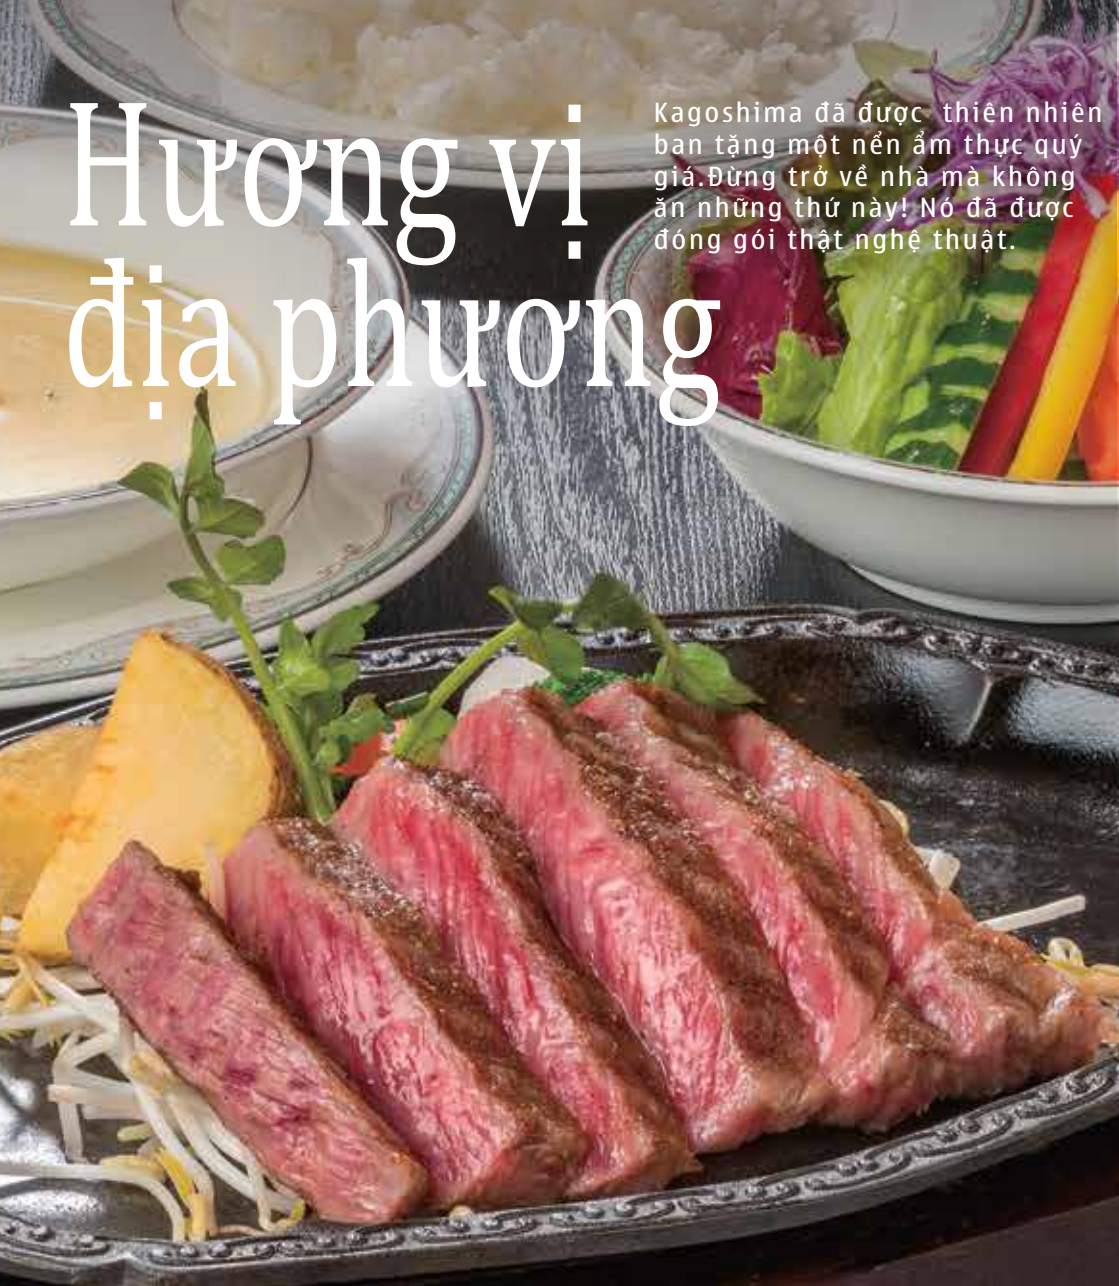 Hương vị
địa phương
Kagoshima đã được thiên nhiên
ban tặng một nển ẩm thực quý
giá.Đừng trở về nhà mà không
ăn những thứ này! Nó đã được
đóng gói thật nghệ thuật.